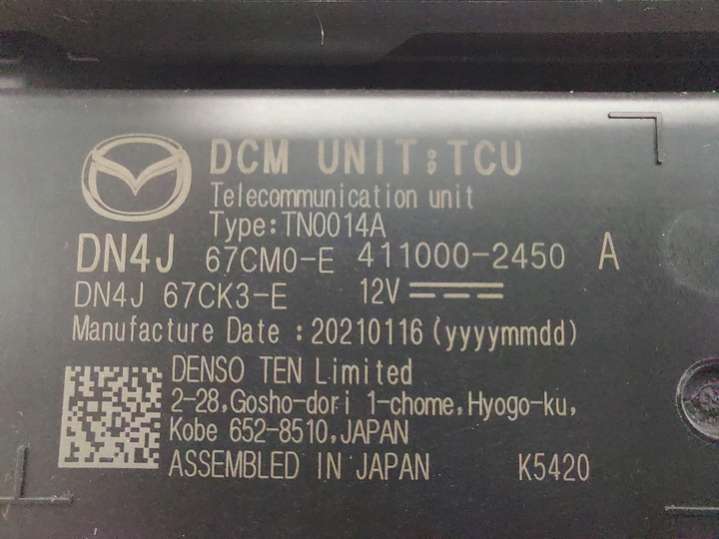 DCM UNIT;TCU
Telecommunication unit
Type:TN0014A
DN4J 67CM0-E 411000-2450 A
DN4J 67CK3-E 12V
Manufacture Date :20210116(yyyymmdd)
DENSO TEN Limited
2-28,Gosho-dori 1-chome,Hyogo-ku,
Kobe 652-8510,JAPAN
ASSEMBLED IN JAPAN K5420